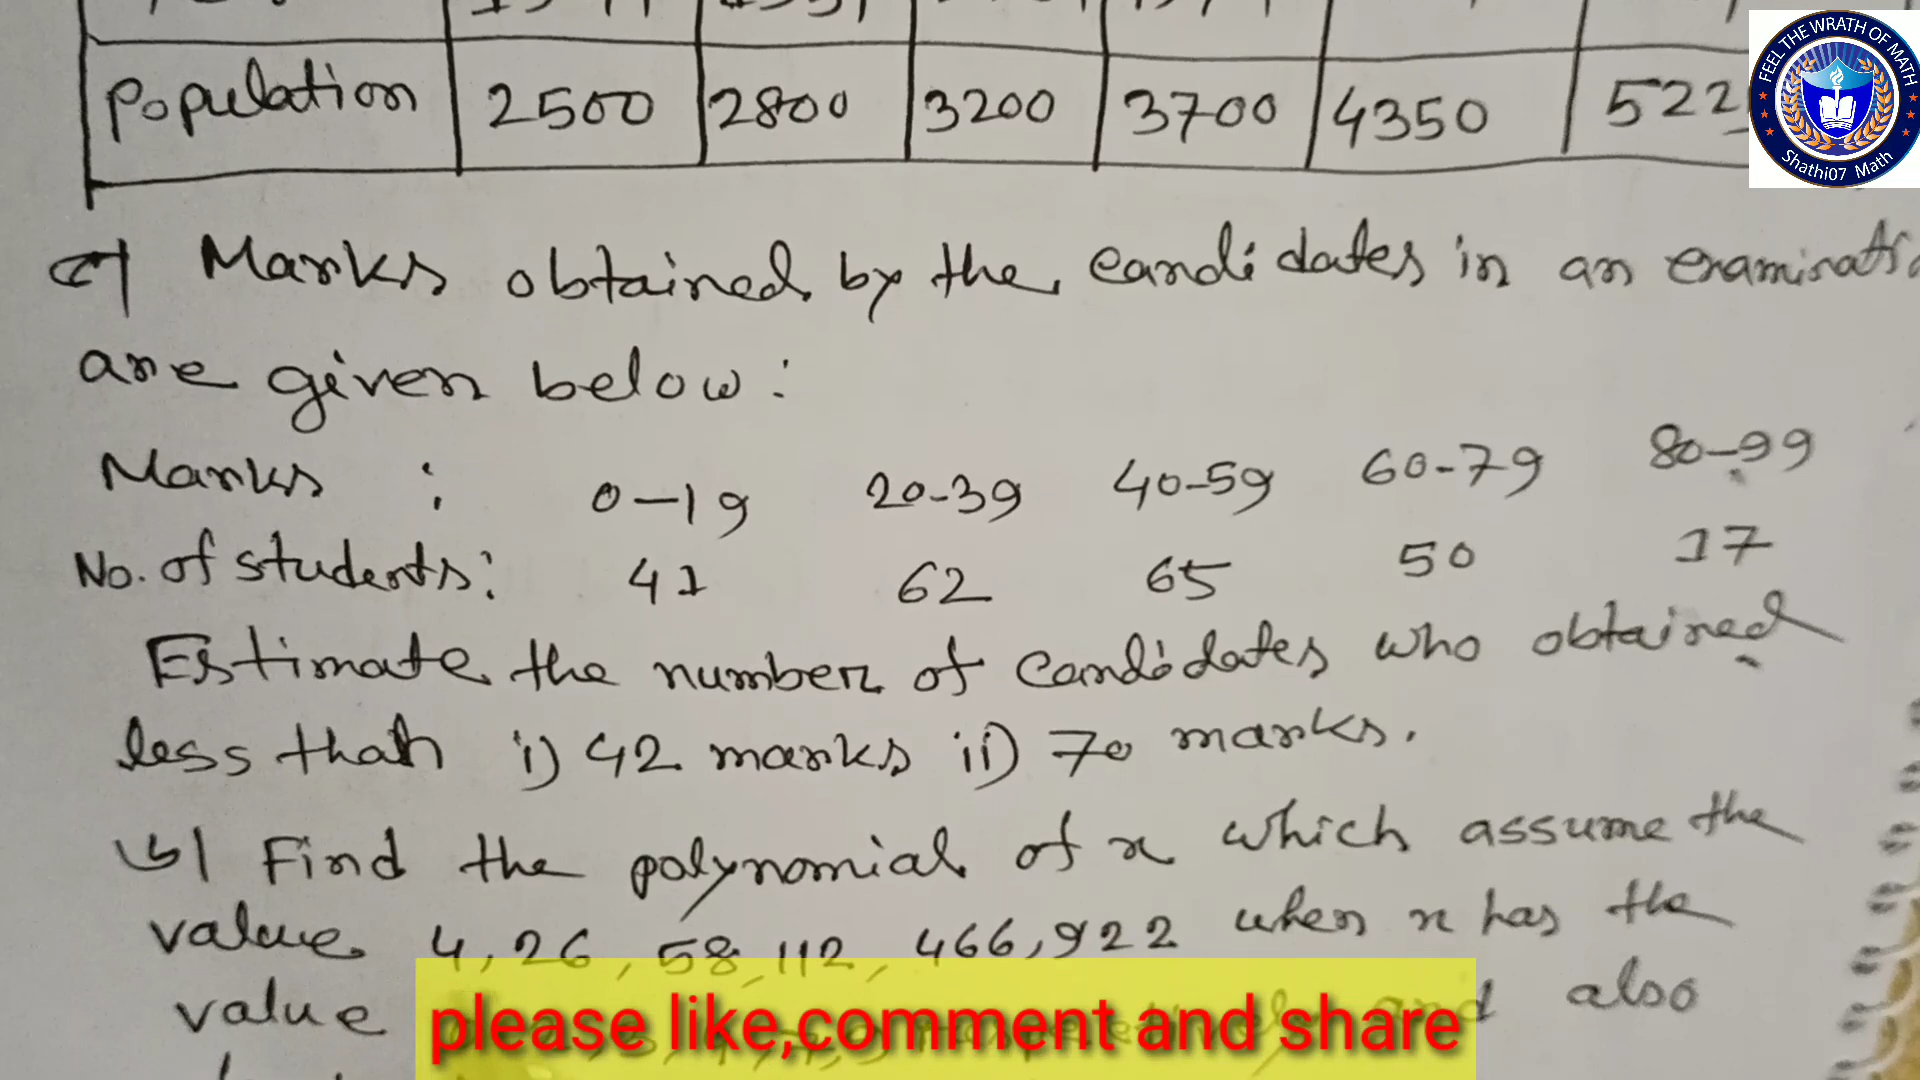 Population 2500 2800 3200 3700 4350 522
FEEL THE WRATH OF MATH
Shathi07 Math
c) Marks obtained by the candidates in an examinatio
are given below:
Marks : 0-19 20-39 40-59 60-79 80-99
No. of students: 41 62 65 50 17
Estimate the number of candidates who obtained
less than i) 42 marks ii) 70 marks.
b) Find the polynomial of x which assume the
value 4, 26, 58, 112, 466, 922 when x has the
value and also
please like,comment and share